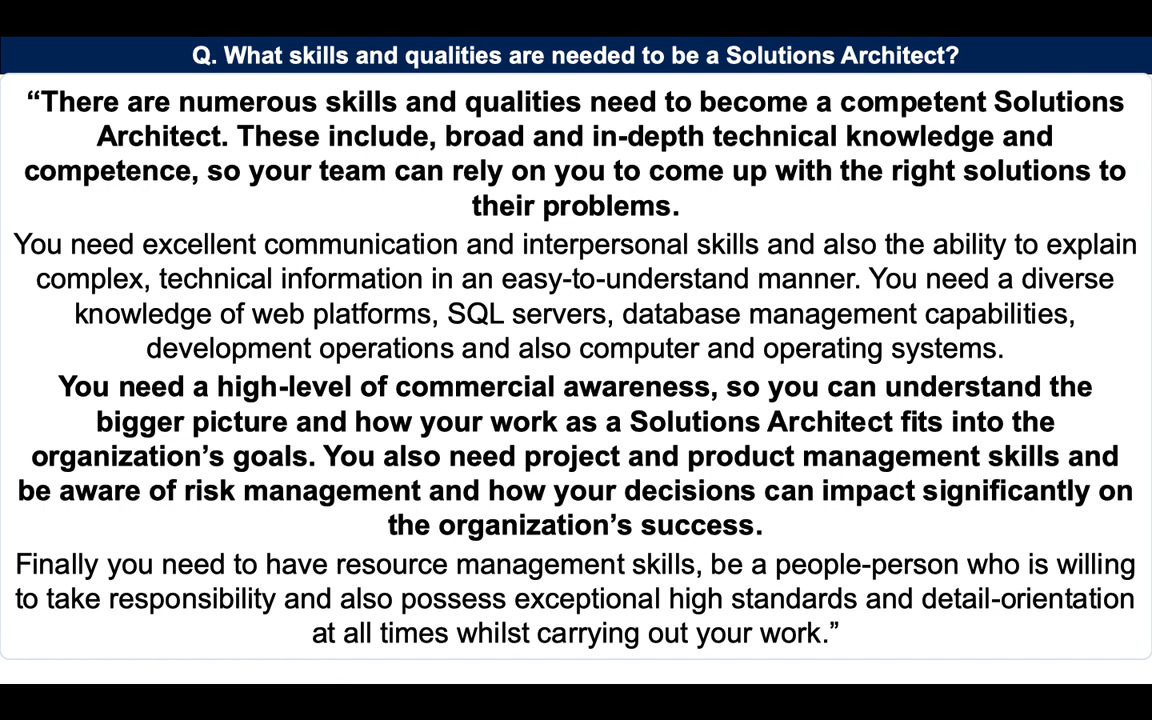 Q. What skills and qualities are needed to be a Solutions Architect?
“There are numerous skills and qualities need to become a competent Solutions
Architect. These include, broad and in-depth technical knowledge and
competence, so your team can rely on you to come up with the right solutions to
their problems.
You need excellent communication and interpersonal skills and also the ability to explain
complex, technical information in an easy-to-understand manner. You need a diverse
knowledge of web platforms, SQL servers, database management capabilities,
development operations and also computer and operating systems.
You need a high-level of commercial awareness, so you can understand the
bigger picture and how your work as a Solutions Architect fits into the
organization’s goals. You also need project and product management skills and
be aware of risk management and how your decisions can impact significantly on
the organization’s success.
Finally you need to have resource management skills, be a people-person who is willing
to take responsibility and also possess exceptional high standards and detail-orientation
at all times whilst carrying out your work.”